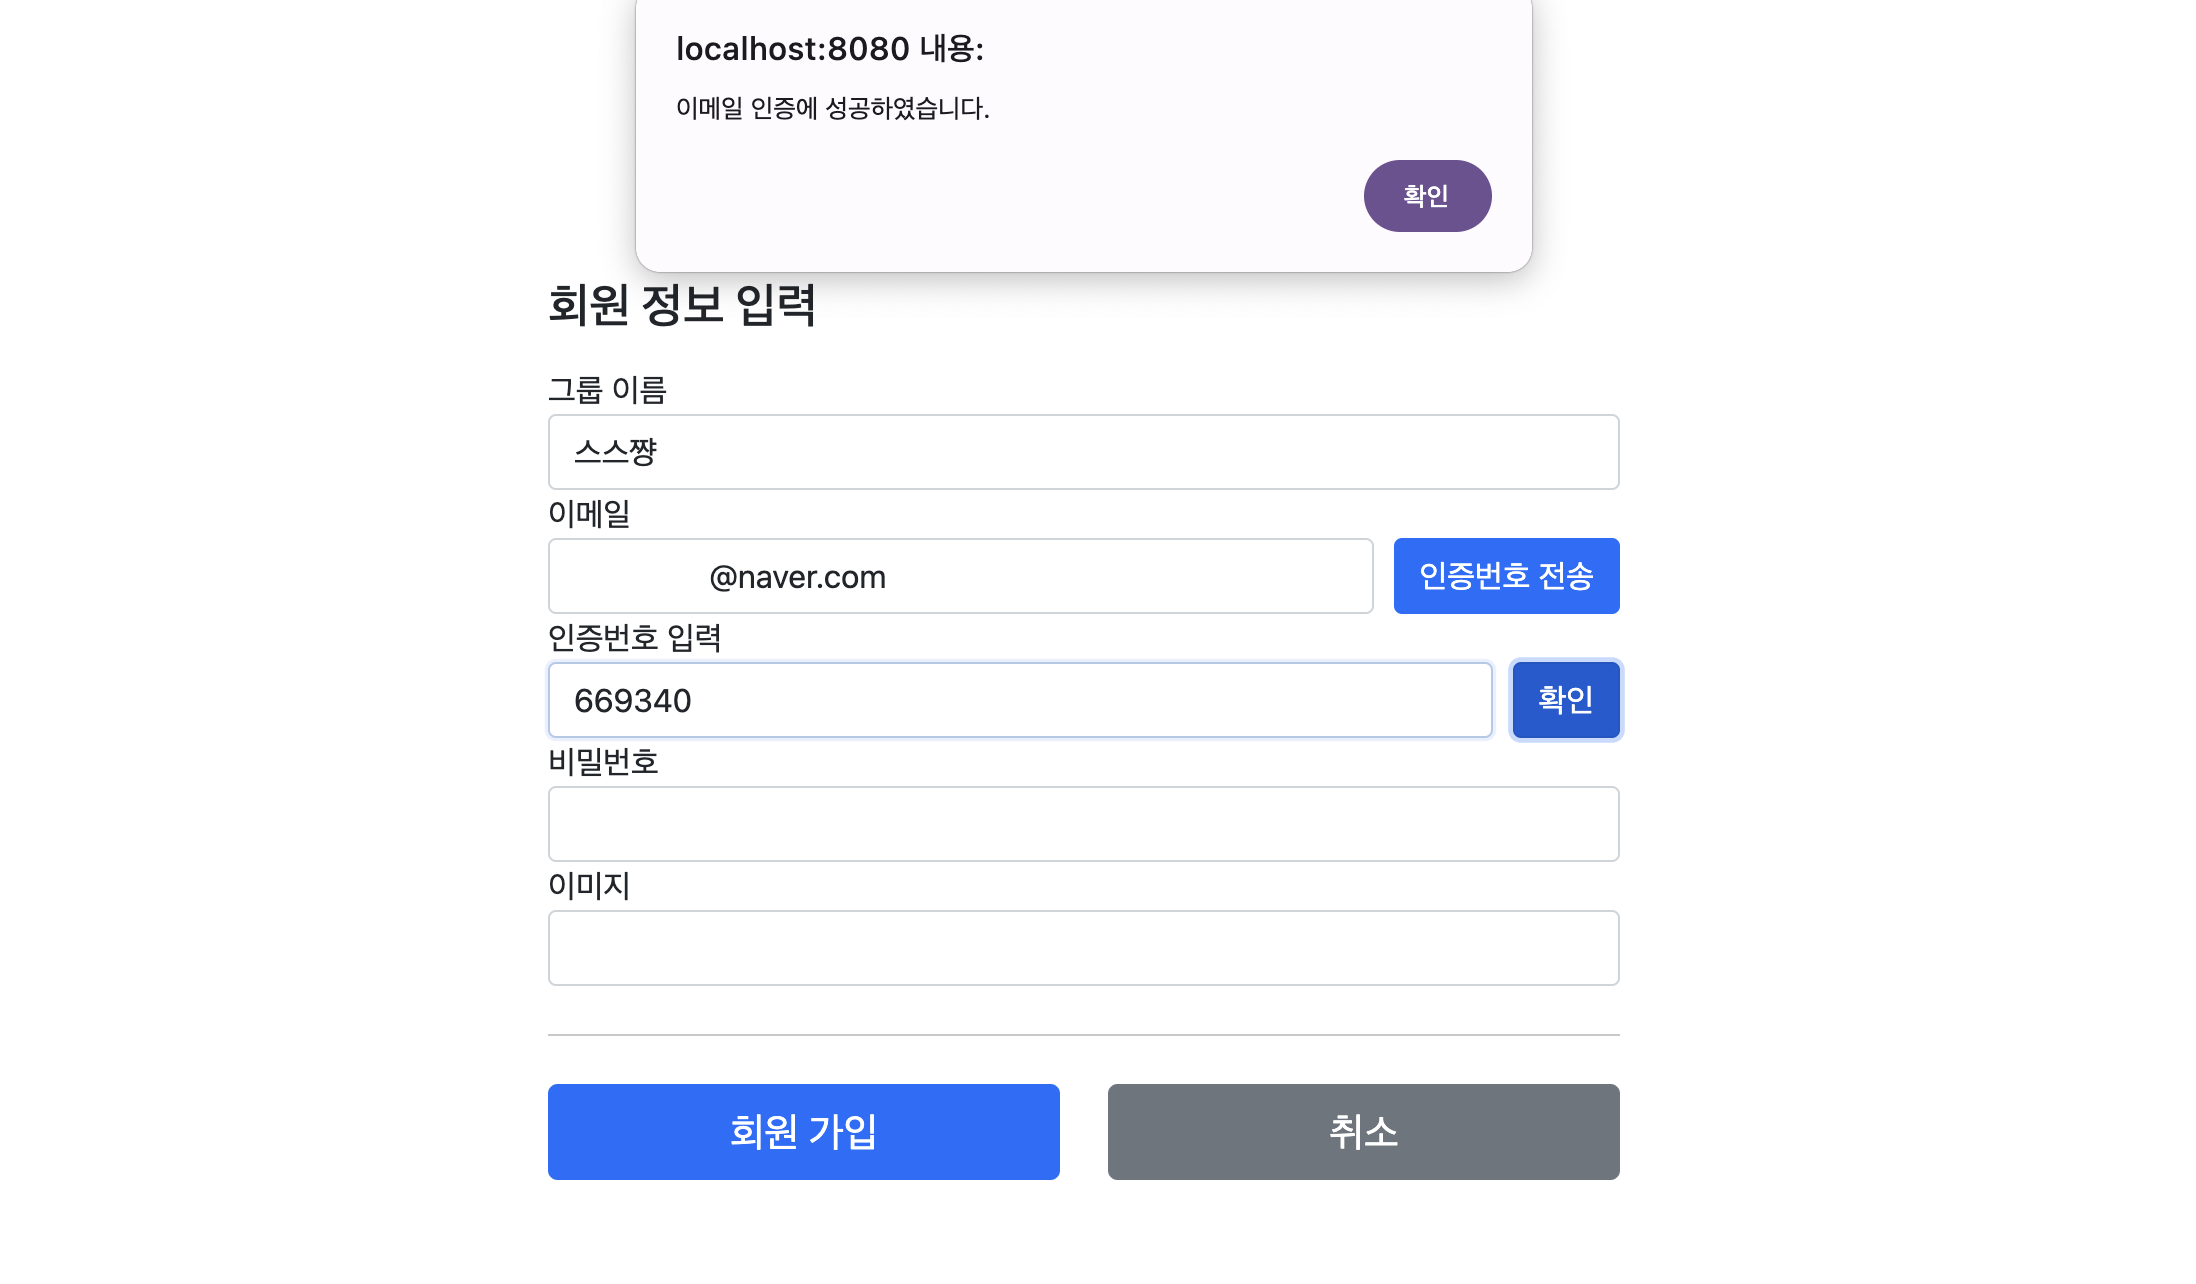 localhost:8080 내용:
이메일 인증에 성공하였습니다.
확인
회원 정보 입력
그룹 이름
스스쨩
이메일
@naver.com
인증번호 전송
인증번호 입력
669340
확인
비밀번호
이미지
회원 가입
취소